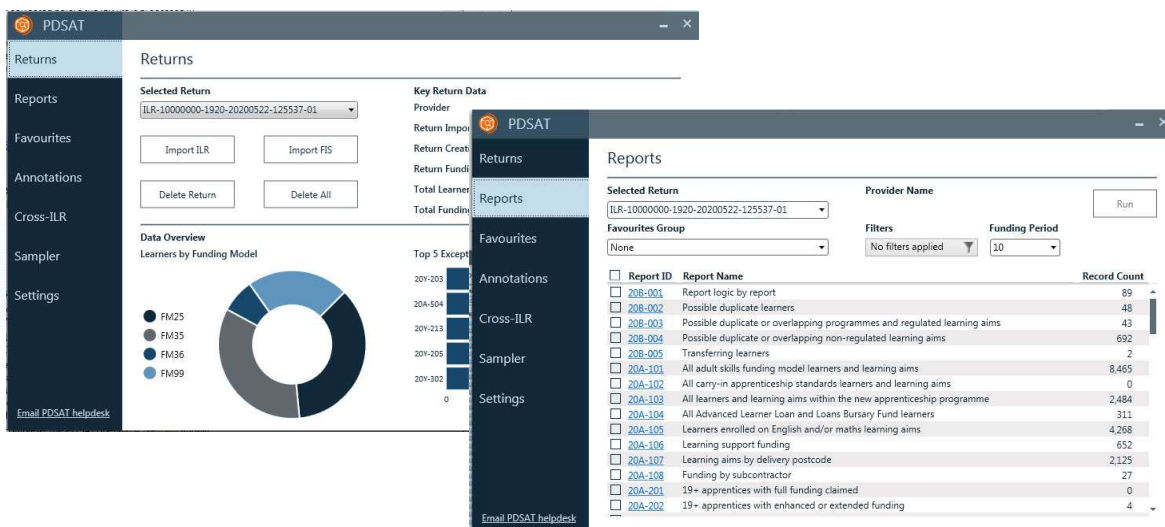 PDSAT
Returns
Reports
Favourites
Annotations
Cross-ILR
Sampler
Settings
Email PDSAT helpdesk
Returns
Selected Return
ILR-10000000-1920-20200522-125537-01
Import ILR Import FIS
Delete Return Delete All
Key Return Data
Provider
Return Impo
Return Creati
Return Fundi
Total Learner
Total Funding
Data Overview
Learners by Funding Model
FM25
FM35
FM36
FM99
Top 5 Except
20Y-203
20A-504
20Y-213
20Y-205
20Y-302
0
PDSAT
Returns
Reports
Favourites
Annotations
Cross-ILR
Sampler
Settings
Email PDSAT helpdesk
Reports
Selected Return Provider Name
ILR-10000000-1920-20200522-125537-01 Run
Favourites Group Filters Funding Period
None No filters applied 10
Report ID Report Name Record Count
20B-001 Report logic by report 89
20B-002 Possible duplicate learners 48
20B-003 Possible duplicate or overlapping programmes and regulated learning aims 43
20B-004 Possible duplicate or overlapping non-regulated learning aims 692
20B-005 Transferring learners 2
20A-101 All adult skills funding model learners and learning aims 8,465
20A-102 All carry-in apprenticeship standards learners and learning aims 0
20A-103 All learners and learning aims within the new apprenticeship programme 2,484
20A-104 All Advanced Learner Loan and Loans Bursary Fund learners 311
20A-105 Learners enrolled on English and/or maths learning aims 4,268
20A-106 Learning support funding 652
20A-107 Learning aims by delivery postcode 2,125
20A-108 Funding by subcontractor 27
20A-201 19+ apprentices with full funding claimed 0
20A-202 19+ apprentices with enhanced or extended funding 4